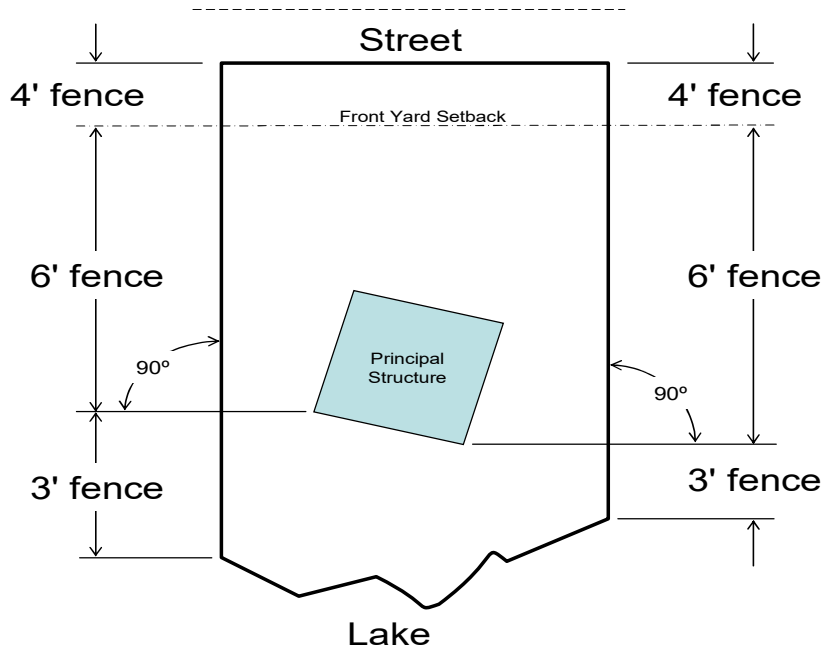 Street
4' fence
4' fence
Front Yard Setback
6' fence
6' fence
90º
Principal
Structure
90º
3' fence
3' fence
Lake